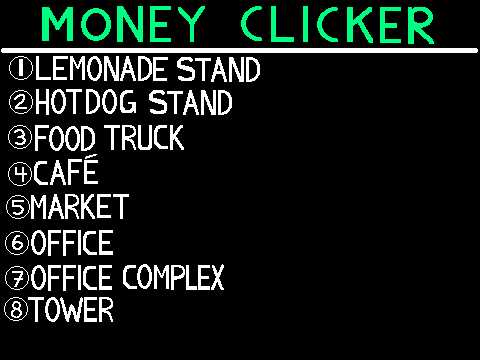 MONEY CLICKER
①LEMONADE STAND
②HOTDOG STAND
③FOOD TRUCK
④CAFÉ
⑤MARKET
⑥OFFICE
⑦OFFICE COMPLEX
⑧TOWER